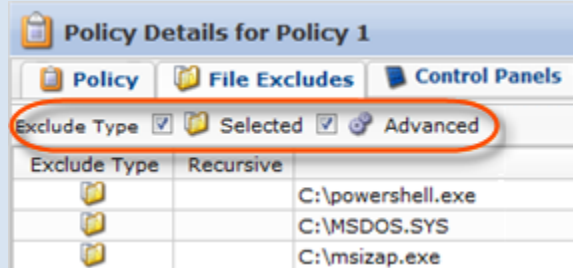 Policy Details for Policy 1
Policy File Excludes Control Panels
Exclude Type Selected Advanced
Exclude Type Recursive
C:\powershell.exe
C:\MSDOS.SYS
C:\msizap.exe